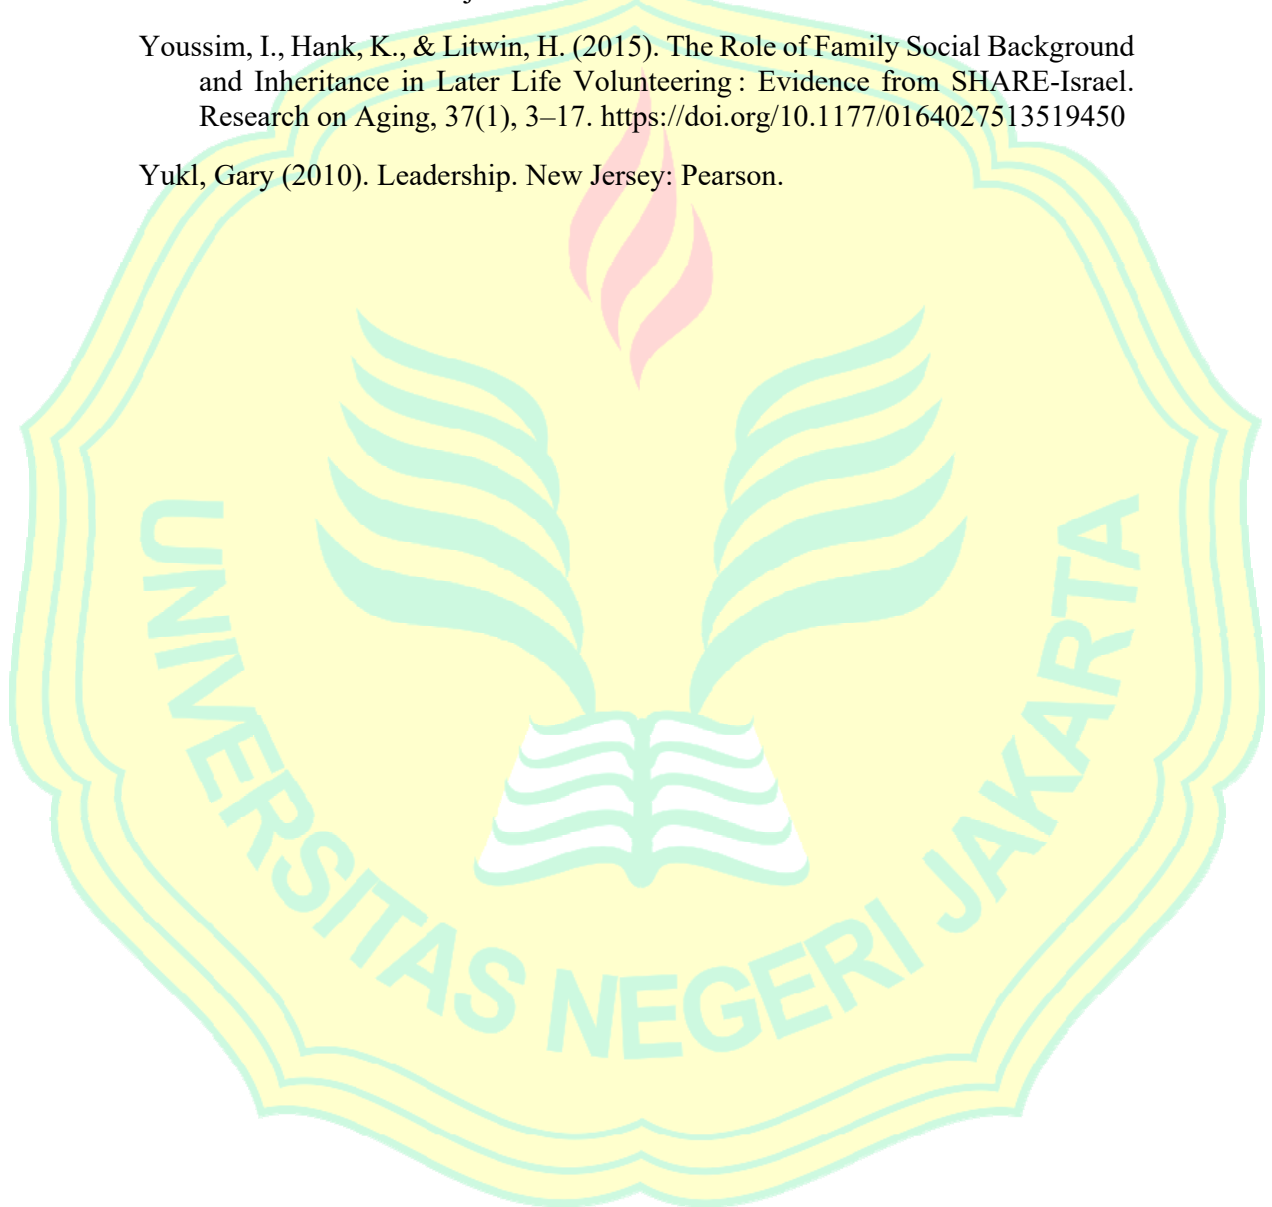 Youssim, I., Hank, K., & Litwin, H. (2015). The Role of Family Social Background
and Inheritance in Later Life Volunteering : Evidence from SHARE-Israel.
Research on Aging, 37(1), 3–17. https://doi.org/10.1177/0164027513519450
Yukl, Gary (2010). Leadership. New Jersey: Pearson.
UNIVERSITAS NEGERI JAKARTA